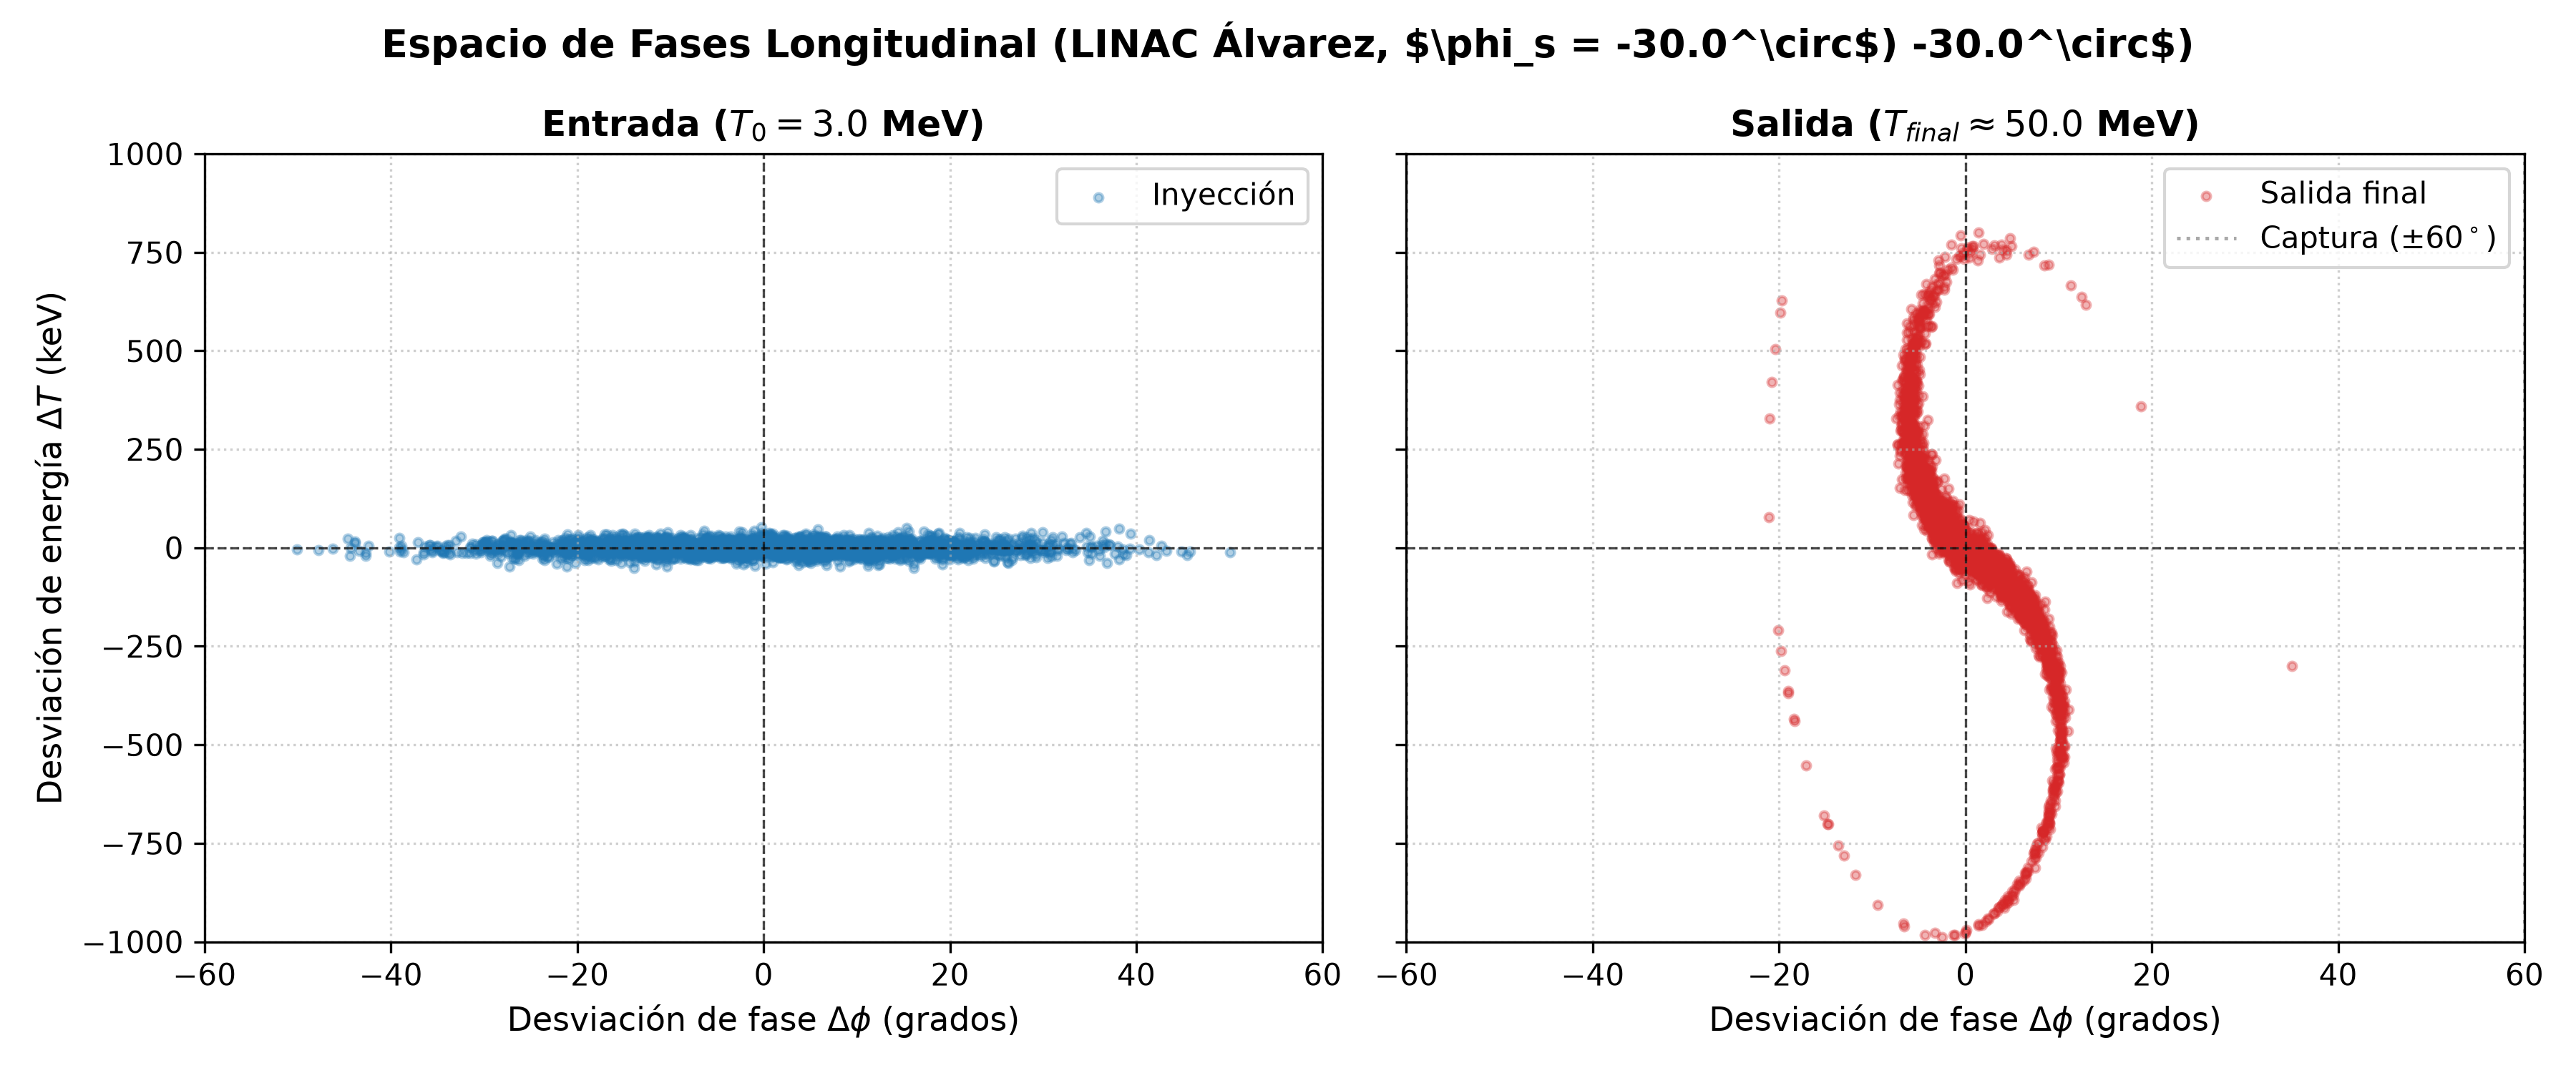 Espacio de Fases Longitudinal (LINAC Álvarez, $\phi_s = -30.0^\circ$) -30.0^\circ$)
Entrada (T_0 = 3.0 MeV)
Inyección
1000
750
500
250
0
−250
−500
−750
−1000
Desviación de energía ΔT (keV)
−60 −40 −20 0 20 40 60
Desviación de fase Δϕ (grados)
Salida (T_{final} ≈ 50.0 MeV)
Salida final
Captura (±60°)
−60 −40 −20 0 20 40 60
Desviación de fase Δϕ (grados)